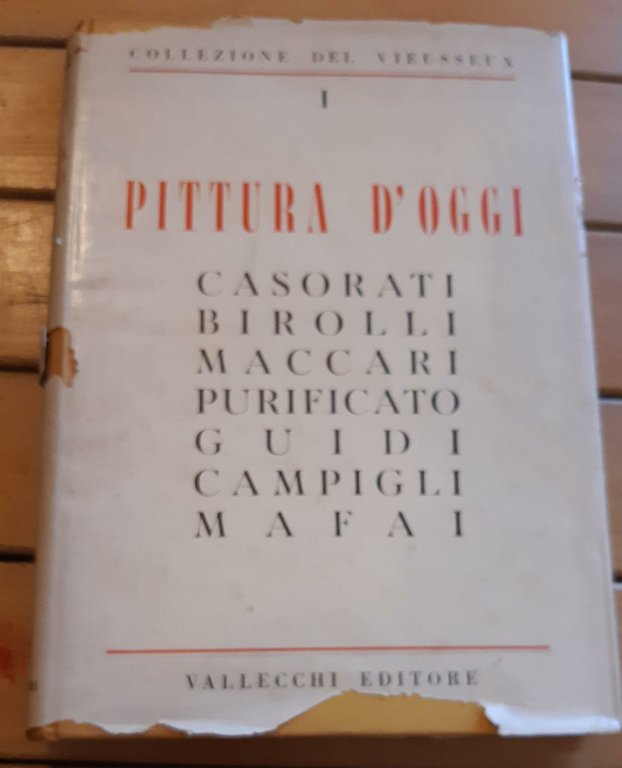 COLLEZIONE DEL VIEUSSEUX
I
PITTURA D'OGGI
CASORATI
BIROLLI
MACCARI
PURIFICATO
GUIDI
CAMPIGLI
MAFAI
VALLECCHI EDITORE